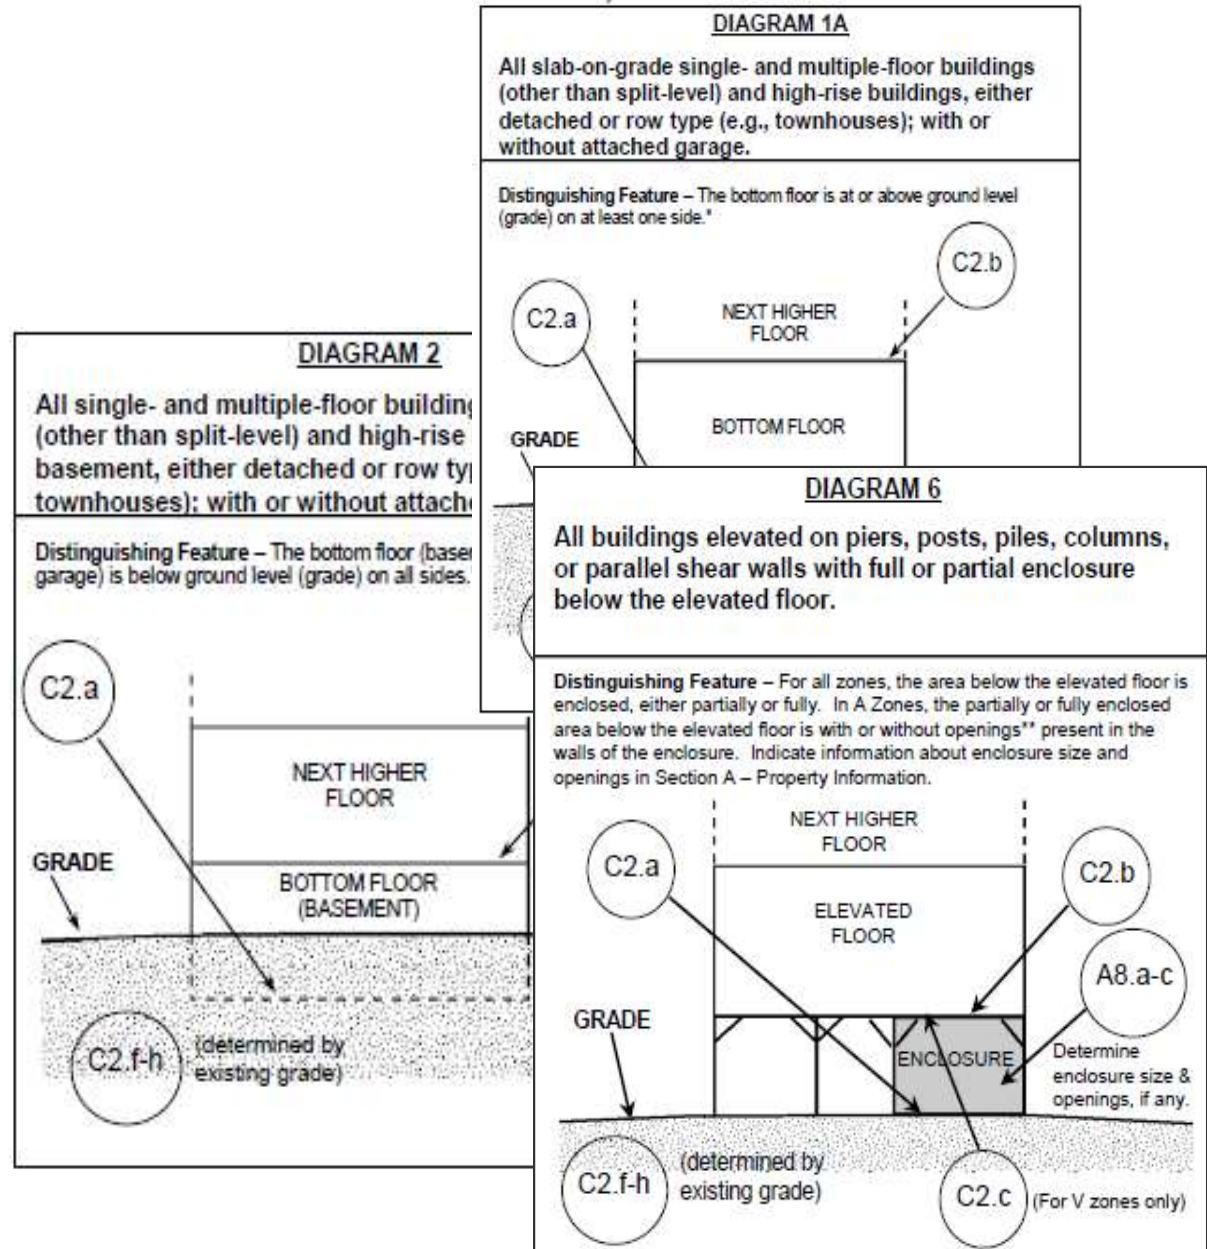 DIAGRAM 1A
All slab-on-grade single- and multiple-floor buildings
(other than split-level) and high-rise buildings, either
detached or row type (e.g., townhouses); with or
without attached garage.
Distinguishing Feature – The bottom floor is at or above ground level
(grade) on at least one side.*
C2.b
C2.a
NEXT HIGHER
FLOOR
BOTTOM FLOOR
GRADE
DIAGRAM 2
All single- and multiple-floor building
(other than split-level) and high-rise
basement, either detached or row ty
townhouses); with or without attach
Distinguishing Feature – The bottom floor (base
garage) is below ground level (grade) on all sides.
C2.a
NEXT HIGHER
FLOOR
GRADE
BOTTOM FLOOR
(BASEMENT)
C2.f-h
(determined by
existing grade)
DIAGRAM 6
All buildings elevated on piers, posts, piles, columns,
or parallel shear walls with full or partial enclosure
below the elevated floor.
Distinguishing Feature – For all zones, the area below the elevated floor is
enclosed, either partially or fully. In A Zones, the partially or fully enclosed
area below the elevated floor is with or without openings** present in the
walls of the enclosure. Indicate information about enclosure size and
openings in Section A – Property Information.
NEXT HIGHER
FLOOR
C2.a
C2.b
ELEVATED
FLOOR
A8.a-c
GRADE
ENCLOSURE
Determine
enclosure size &
openings, if any.
C2.f-h
(determined by
existing grade)
C2.c
(For V zones only)